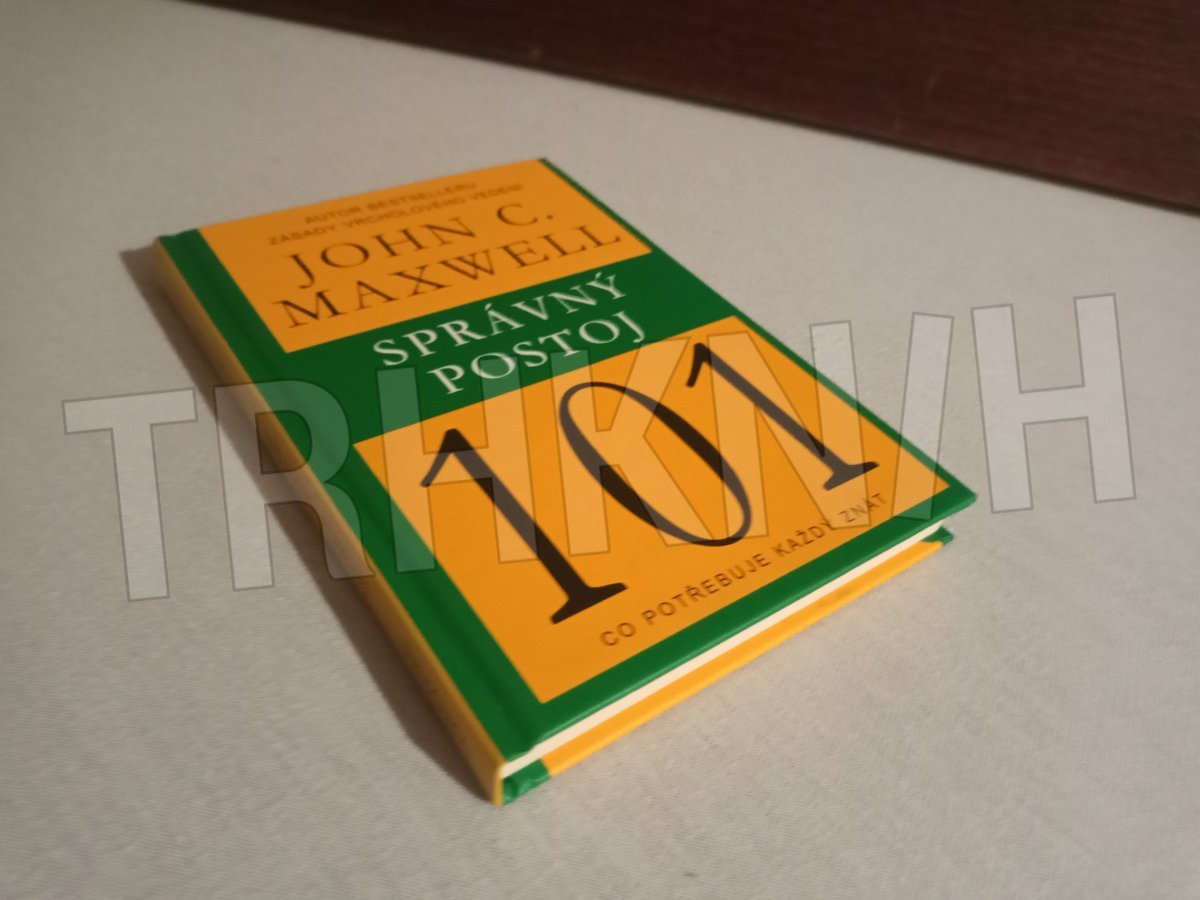 AUTOR BESTSELLERU
ZÁSADY VRCHOLOVÉHO VEDENÍ
JOHN C.
MAXWELL
SPRÁVNÝ
POSTOJ
101
CO POTŘEBUJE KAŽDÝ ZNÁT
TRHKNIH